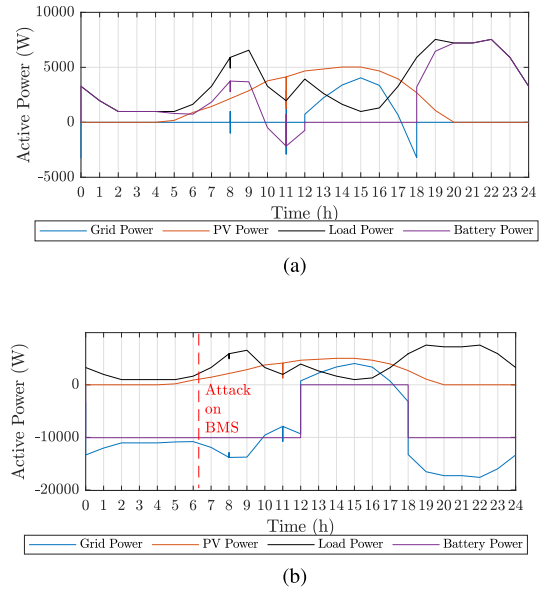 10000
5000
0
-5000
Active Power (W)
0 1 2 3 4 5 6 7 8 9 10 11 12 13 14 15 16 17 18 19 20 21 22 23 24
Time (h)
Grid Power PV Power Load Power Battery Power
(a)
0
-10000
-20000
Active Power (W)
Attack
on
BMS
0 1 2 3 4 5 6 7 8 9 10 11 12 13 14 15 16 17 18 19 20 21 22 23 24
Time (h)
Grid Power PV Power Load Power Battery Power
(b)